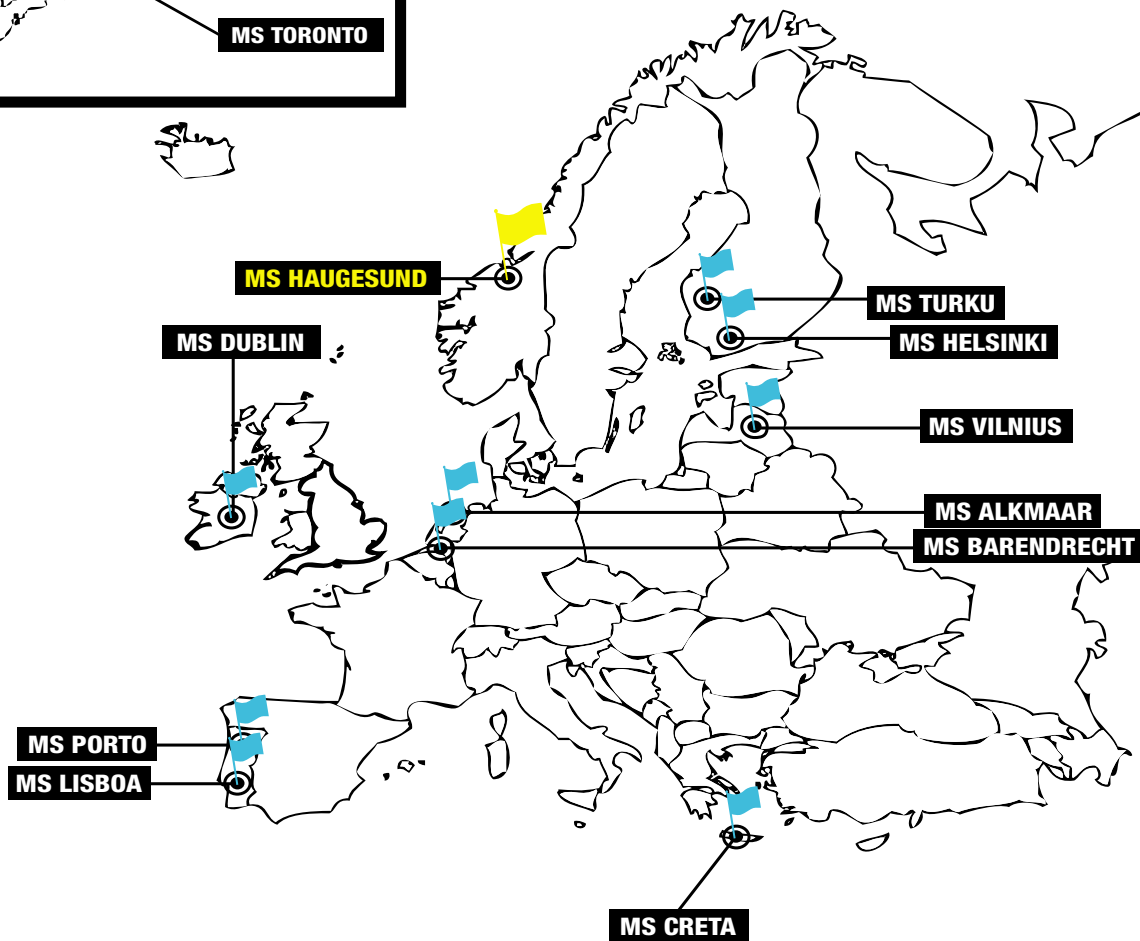 MS TORONTO
MS HAUGESUND
MS TURKU
MS DUBLIN
MS HELSINKI
MS VILNIUS
MS ALKMAAR
MS BARENDRECHT
MS PORTO
MS LISBOA
MS CRETA